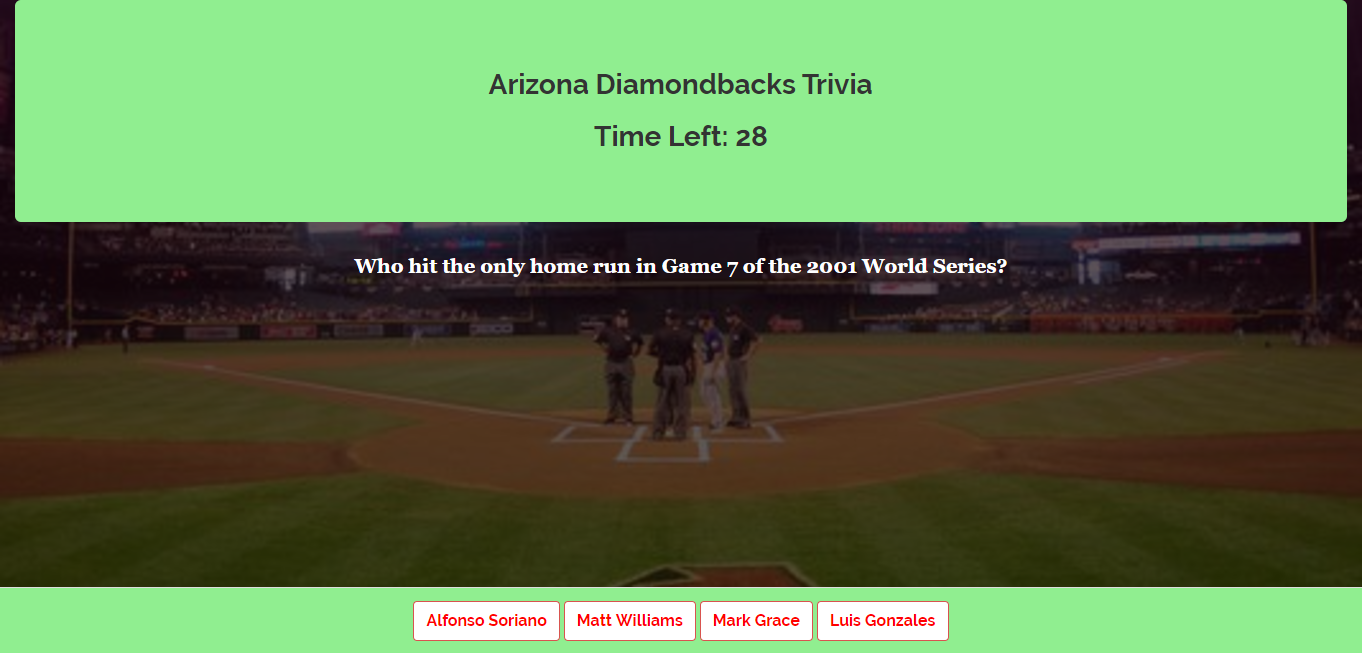 Arizona Diamondbacks Trivia
Time Left: 28
Who hit the only home run in Game 7 of the 2001 World Series?
Alfonso Soriano Matt Williams Mark Grace Luis Gonzales